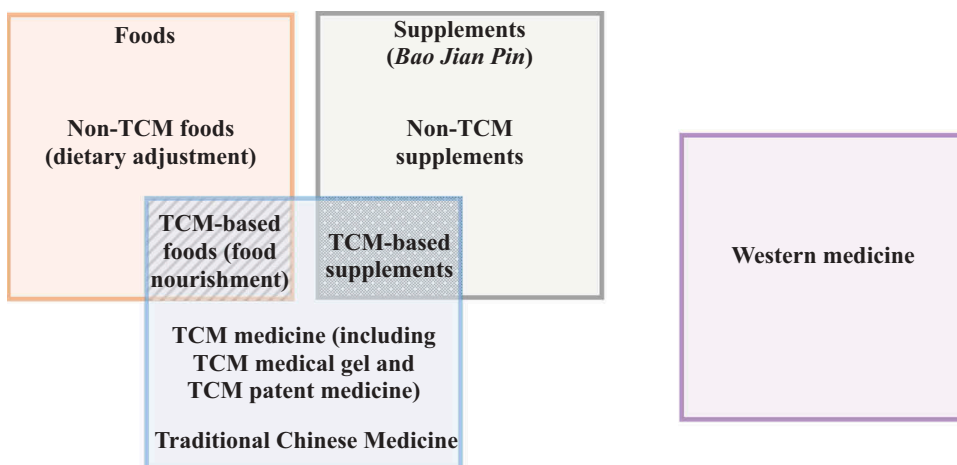 Foods
Non-TCM foods
(dietary adjustment)
Supplements
(Bao Jian Pin)
Non-TCM
supplements
TCM-based
foods (food
nourishment)
TCM-based
supplements
TCM medicine (including
TCM medical gel and
TCM patent medicine)
Traditional Chinese Medicine
Western medicine